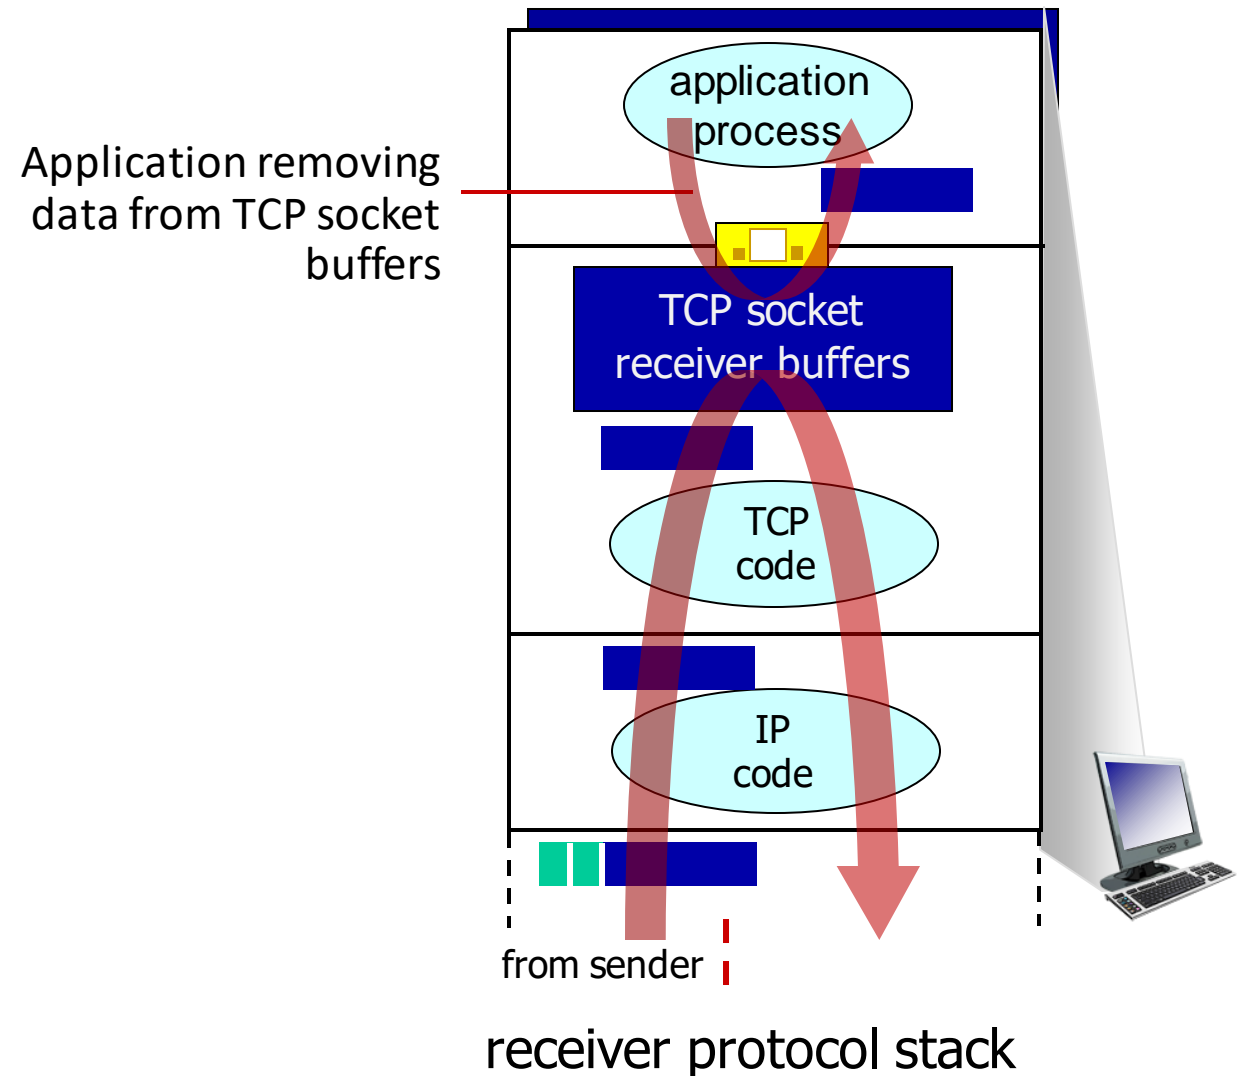 application
process
Application removing
data from TCP socket
buffers
TCP socket
receiver buffers
TCP
code
IP
code
from sender
receiver protocol stack